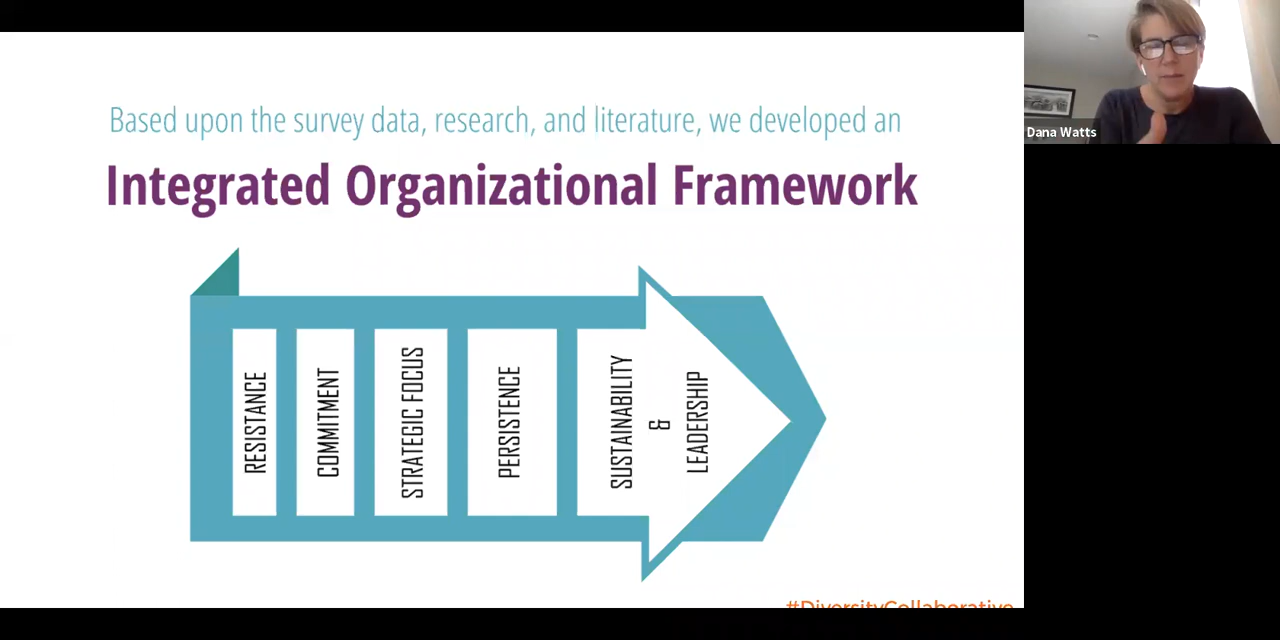 Based upon the survey data, research, and literature, we developed an
Integrated Organizational Framework
RESISTANCE
COMMITMENT
STRATEGIC FOCUS
PERSISTENCE
SUSTAINABILITY
&
LEADERSHIP
#DiversityCollaborative
Dana Watts